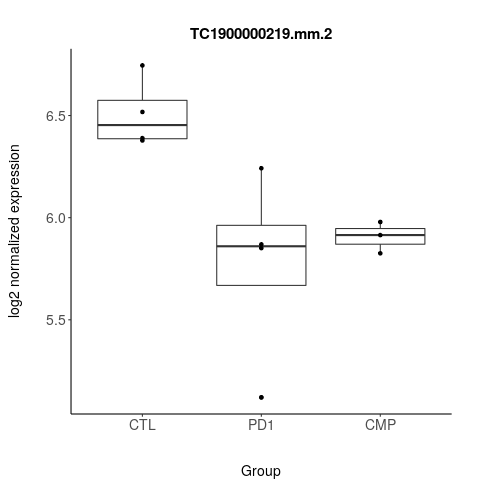 TC1900000219.mm.2
log2 normalized expression
6.5
6.0
5.5
CTL PD1 CMP
Group